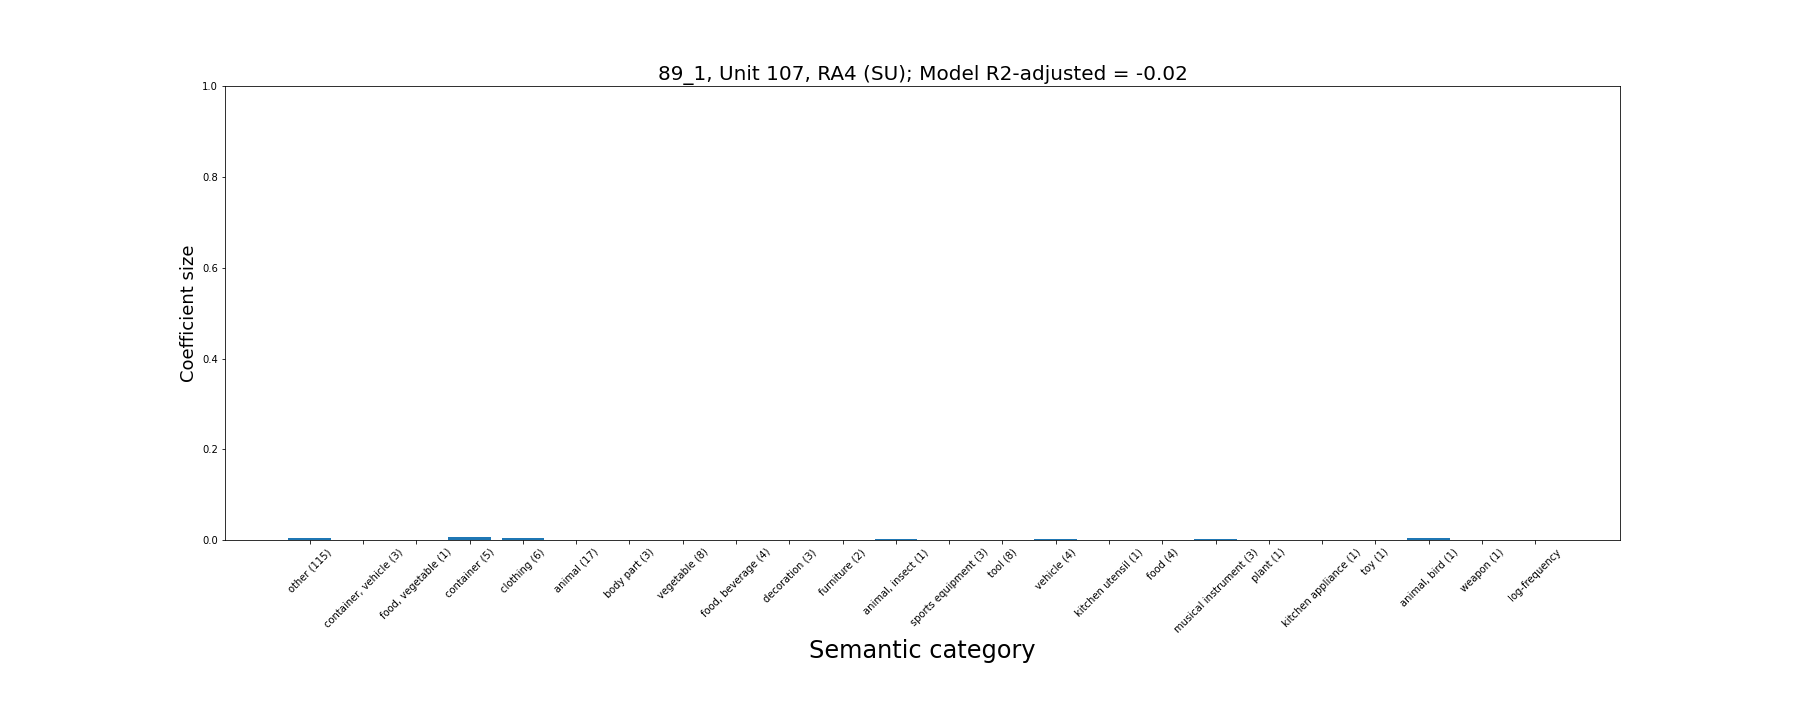 89_1, Unit 107, RA4 (SU); Model R2-adjusted = -0.02
1.0
0.8
0.6
0.4
0.2
0.0
Coefficient size
other (115)
container, vehicle (3)
food, vegetable (1)
container (5)
clothing (6)
animal (17)
body part (3)
vegetable (8)
food, beverage (4)
decoration (3)
furniture (2)
animal, insect (1)
sports equipment (3)
tool (8)
vehicle (4)
kitchen utensil (1)
food (4)
musical instrument (3)
plant (1)
kitchen appliance (1)
toy (1)
animal, bird (1)
weapon (1)
log-frequency
Semantic category